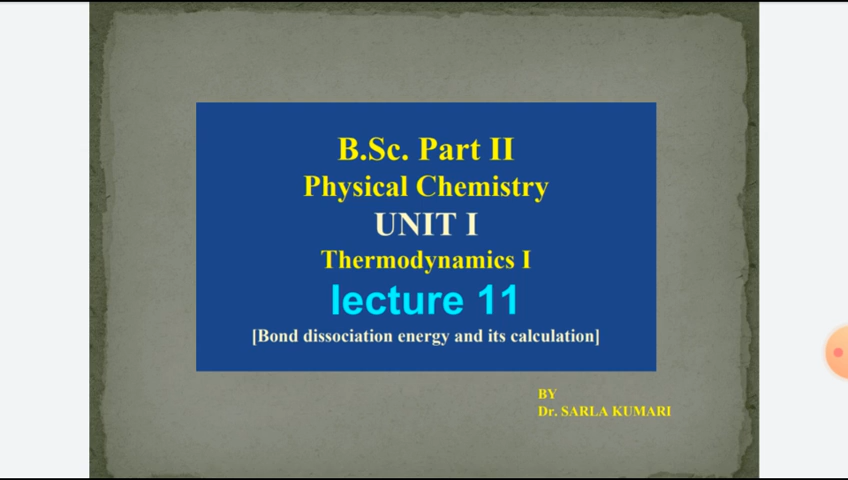 B.Sc. Part II
Physical Chemistry
UNIT I
Thermodynamics I
lecture 11
[Bond dissociation energy and its calculation]
BY
Dr. SARLA KUMARI